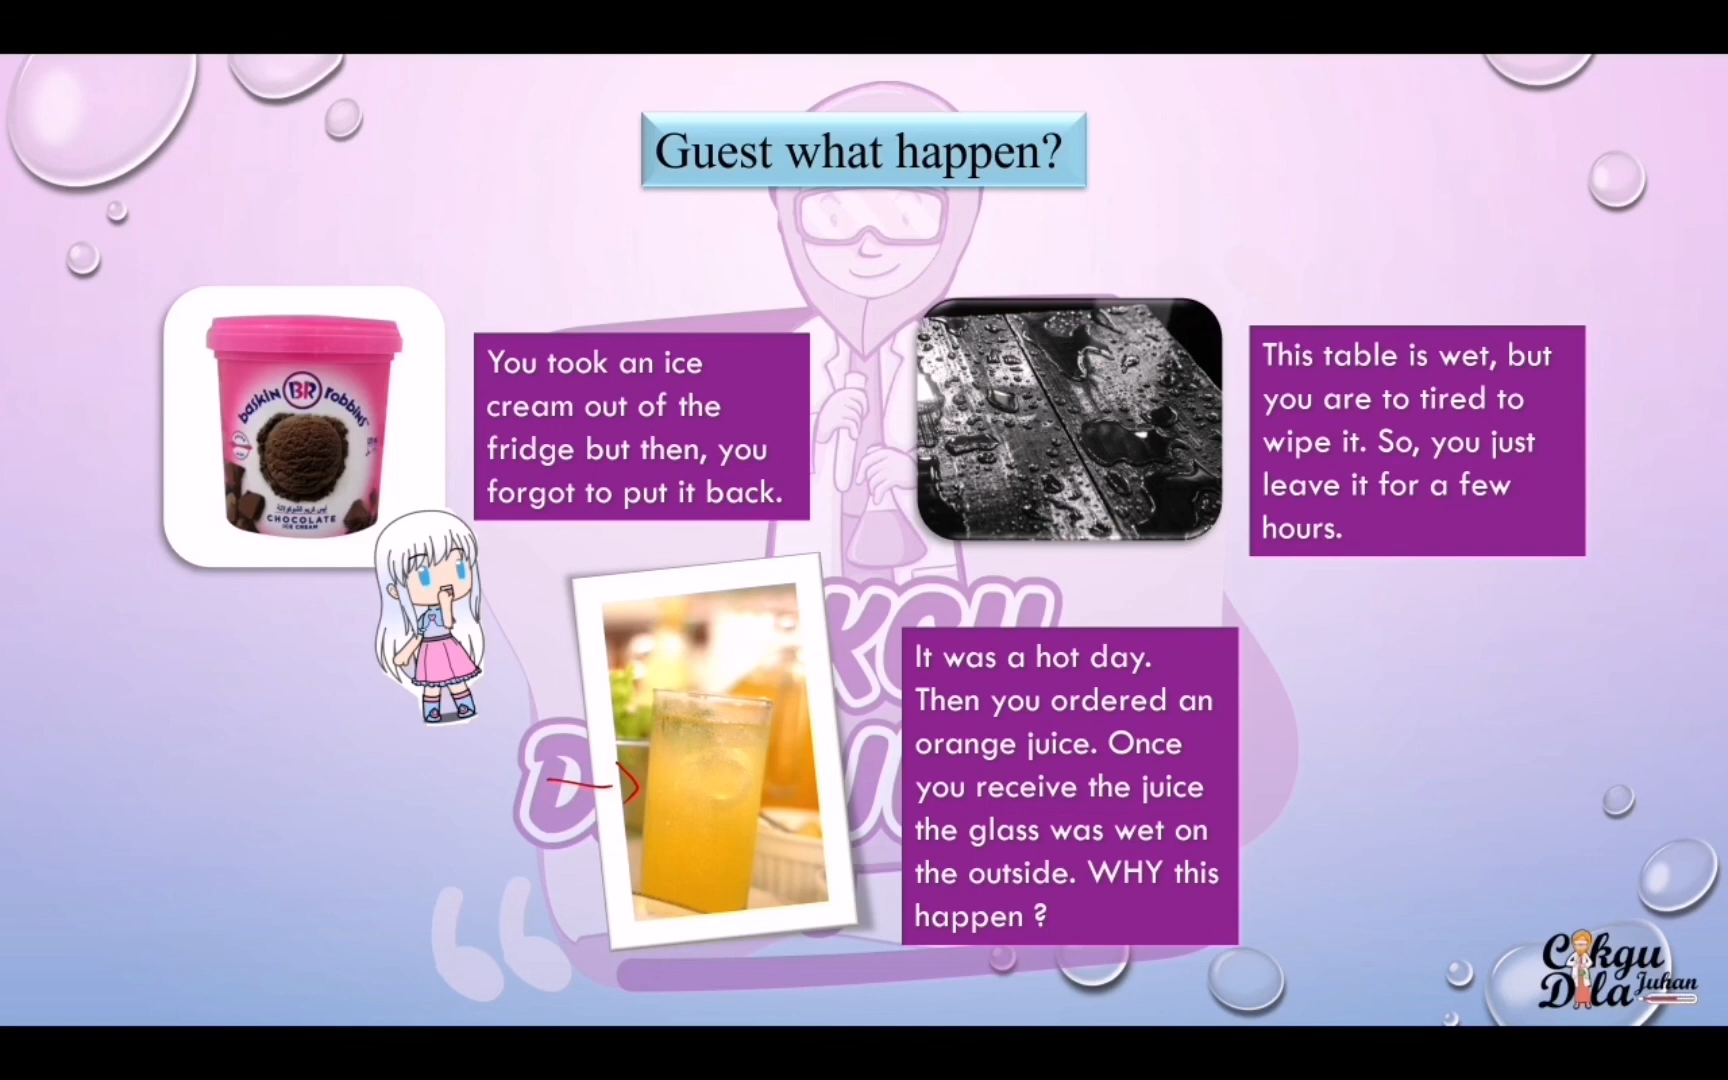 Guest what happen?
You took an ice
cream out of the
fridge but then, you
forgot to put it back.
baskin BR robbins
CHOCOLATE
ICE CREAM
This table is wet, but
you are to tired to
wipe it. So, you just
leave it for a few
hours.
It was a hot day.
Then you ordered an
orange juice. Once
you receive the juice
the glass was wet on
the outside. WHY this
happen ?
Cikgu
Dila Juhan